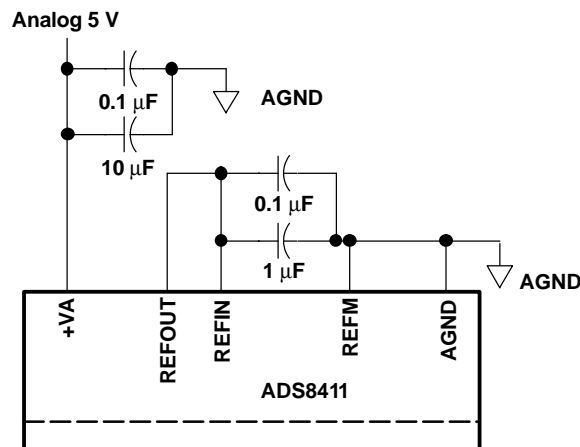 Analog 5 V
0.1 μF
AGND
10 μF
0.1 μF
1 μF
AGND
+VA
REFOUT
REFIN
REFM
AGND
ADS8411